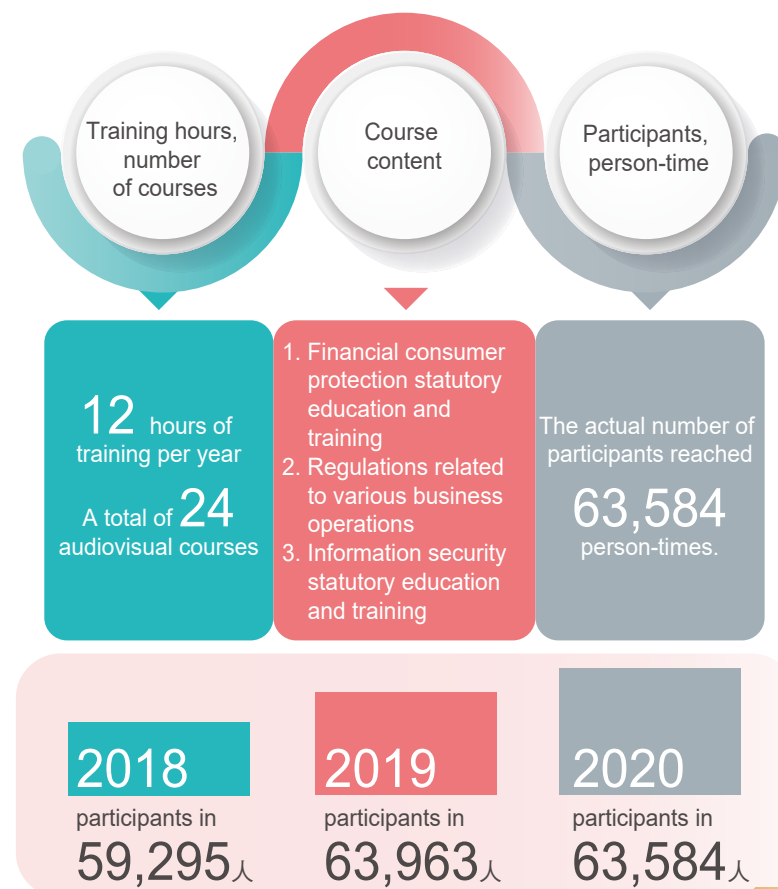 Training hours,
number
of courses
Course
content
Participants,
person-time
12 hours of
training per year
A total of 24
audiovisual courses
1. Financial consumer
protection statutory
education and
training
2. Regulations related
to various business
operations
3. Information security
statutory education
and training
The actual number of
participants reached
63,584
person-times.
2018
participants in
59,295人
2019
participants in
63,963人
2020
participants in
63,584人